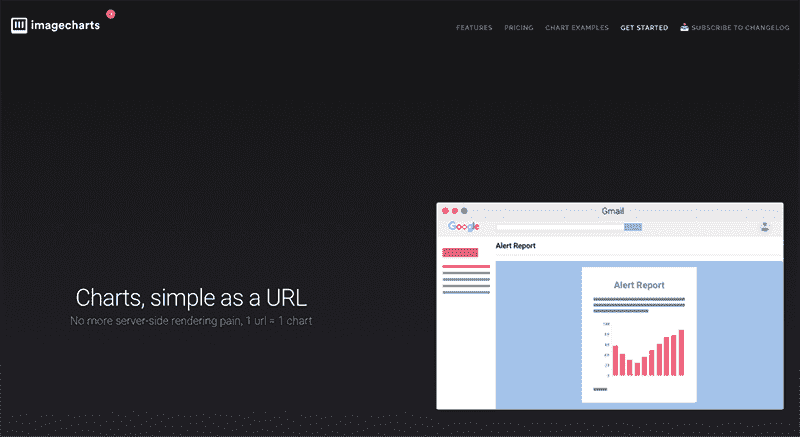 imagecharts
FEATURES PRICING CHART EXAMPLES GET STARTED SUBSCRIBE TO CHANGELOG
Gmail
Google
Alert Report
Charts, simple as a URL
No more server-side rendering pain, 1 url = 1 chart
Alert Report